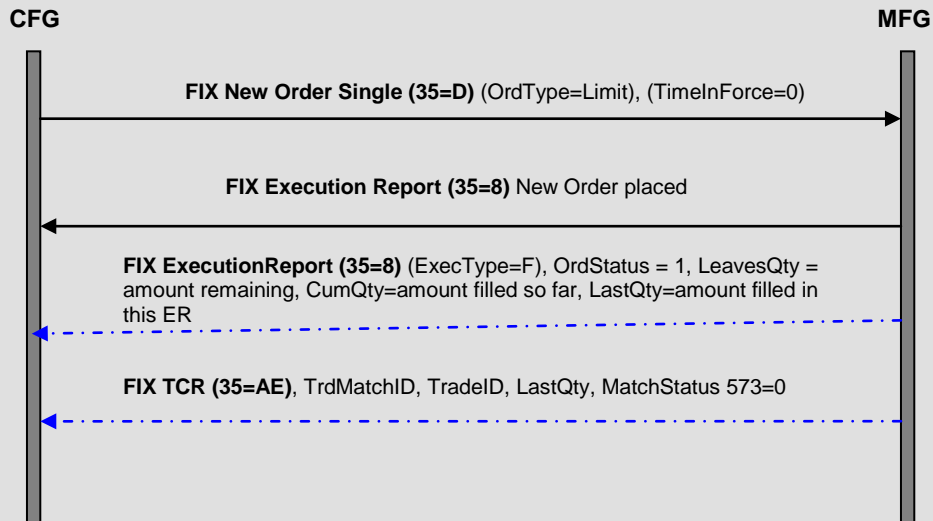 CFG MFG
FIX New Order Single (35=D) (OrdType=Limit), (TimeInForce=0)
FIX Execution Report (35=8) New Order placed
FIX ExecutionReport (35=8) (ExecType=F), OrdStatus = 1, LeavesQty =
amount remaining, CumQty=amount filled so far, LastQty=amount filled in
this ER
FIX TCR (35=AE), TrdMatchID, TradeID, LastQty, MatchStatus 573=0